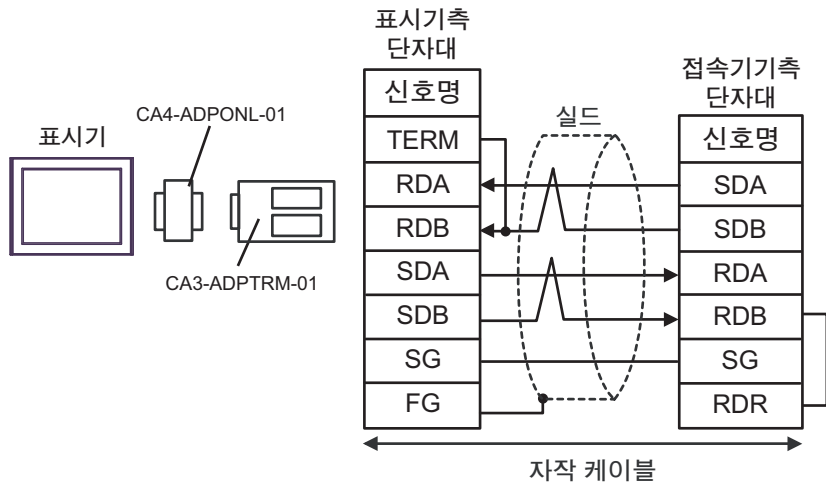 표시기
CA4-ADPONL-01
CA3-ADPTRM-01
표시기측
단자대
신호명
TERM
RDA
RDB
SDA
SDB
SG
FG
실드
접속기기측
단자대
신호명
SDA
SDB
RDA
RDB
SG
RDR
자작 케이블